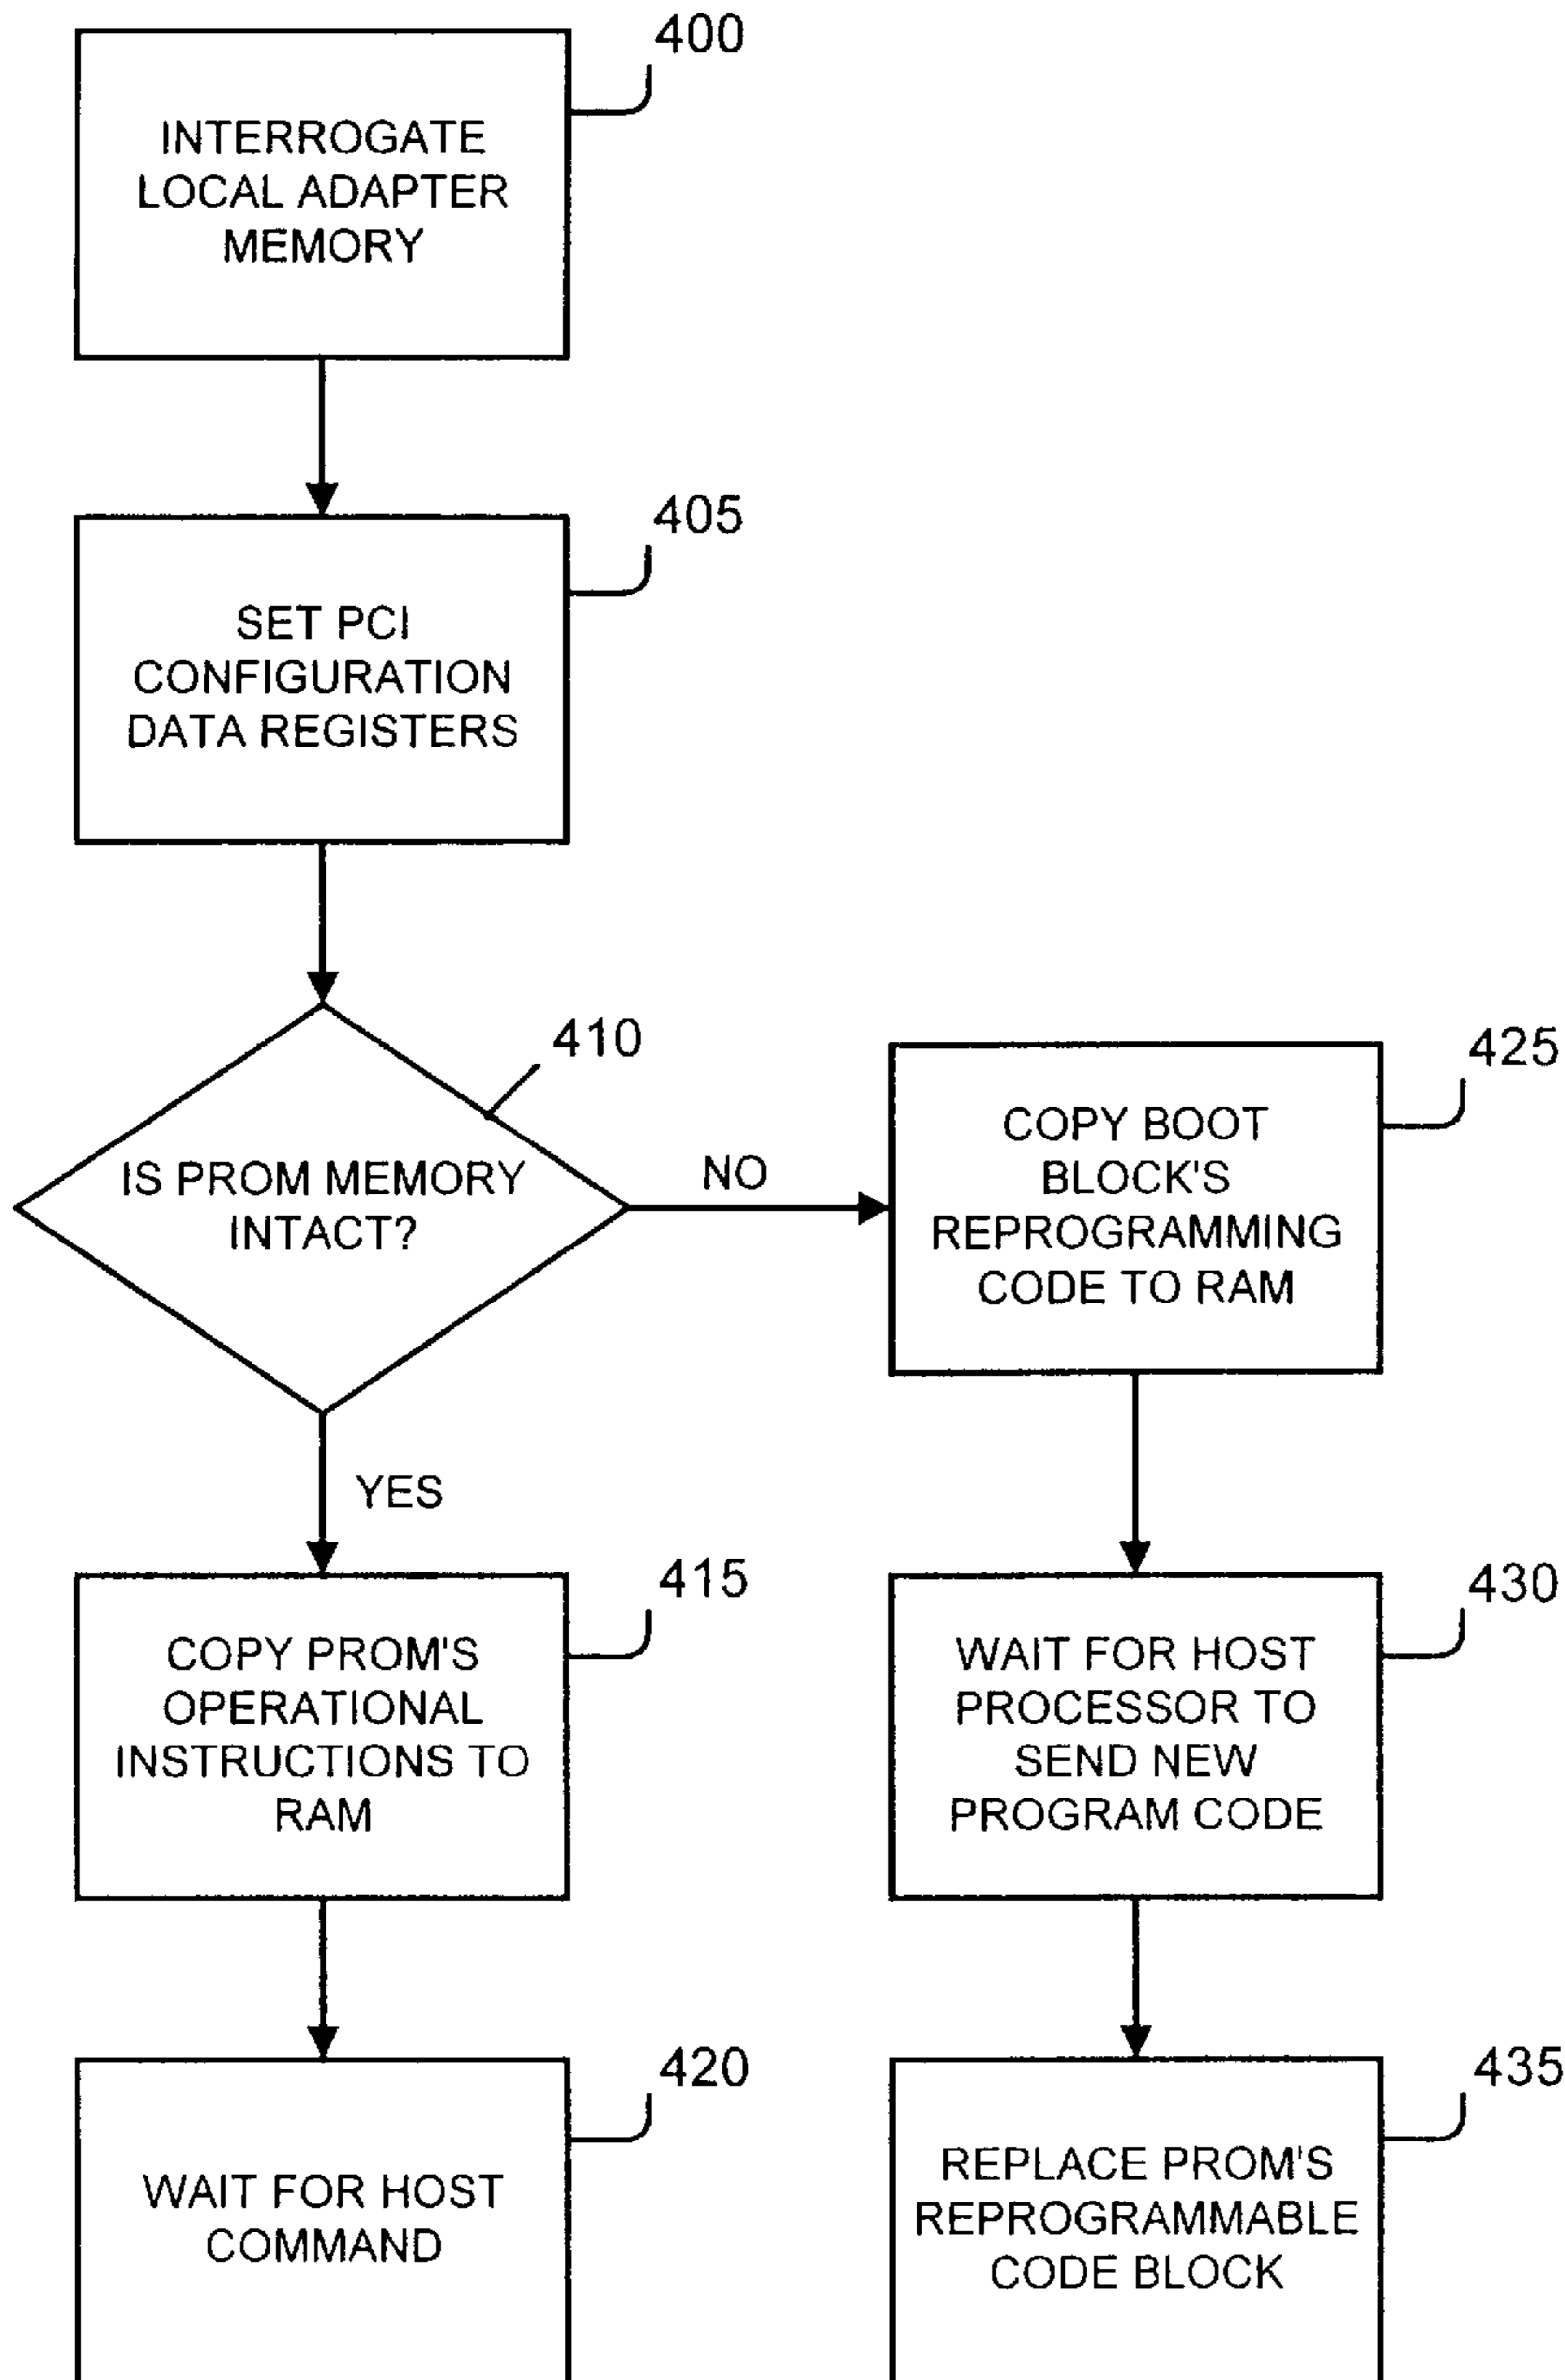 400
INTERROGATE
LOCAL ADAPTER
MEMORY
405
SET PCI
CONFIGURATION
DATA REGISTERS
410
IS PROM MEMORY
INTACT?
NO
YES
425
COPY BOOT
BLOCK'S
REPROGRAMMING
CODE TO RAM
415
COPY PROM'S
OPERATIONAL
INSTRUCTIONS TO
RAM
430
WAIT FOR HOST
PROCESSOR TO
SEND NEW
PROGRAM CODE
420
WAIT FOR HOST
COMMAND
435
REPLACE PROM'S
REPROGRAMMABLE
CODE BLOCK